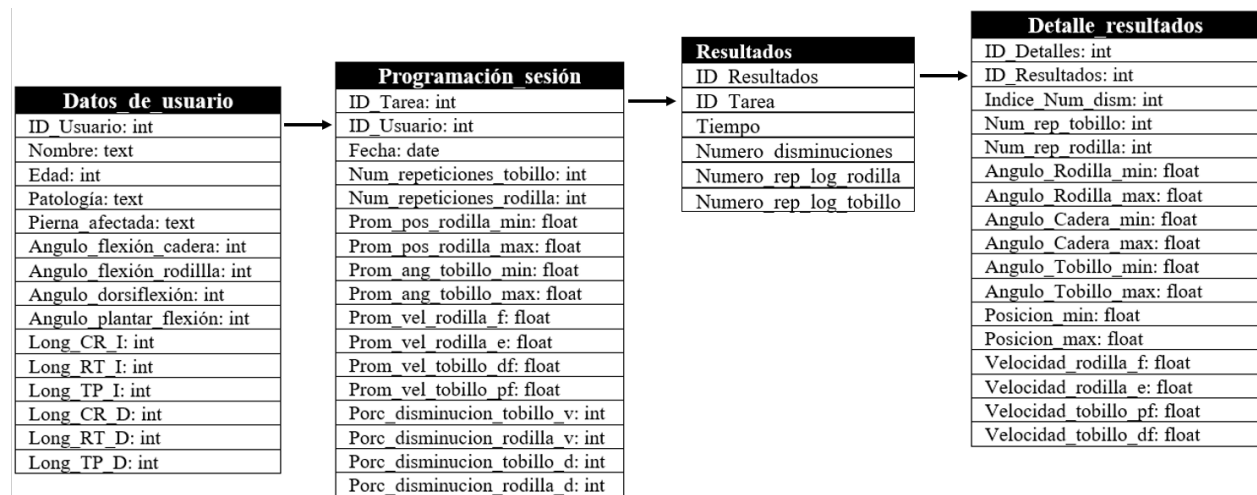 Datos_de_usuario
ID_Usuario: int
Nombre: text
Edad: int
Patología: text
Pierna_afectada: text
Angulo_flexión_cadera: int
Angulo_flexión_rodillla: int
Angulo_dorsiflexión: int
Angulo_plantar_flexión: int
Long_CR_I: int
Long_RT_I: int
Long_TP_I: int
Long_CR_D: int
Long_RT_D: int
Long_TP_D: int
Programación_sesión
ID_Tarea: int
ID_Usuario: int
Fecha: date
Num_repeticiones_tobillo: int
Num_repeticiones_rodilla: int
Prom_pos_rodilla_min: float
Prom_pos_rodilla_max: float
Prom_ang_tobillo_min: float
Prom_ang_tobillo_max: float
Prom_vel_rodilla_f: float
Prom_vel_rodilla_e: float
Prom_vel_tobillo_df: float
Prom_vel_tobillo_pf: float
Porc_disminucion_tobillo_v: int
Porc_disminucion_rodilla_v: int
Porc_disminucion_tobillo_d: int
Porc_disminucion_rodilla_d: int
Resultados
ID_Resultados
ID_Tarea
Tiempo
Numero_disminuciones
Numero_rep_log_rodilla
Numero_rep_log_tobillo
Detalle_resultados
ID_Detalles: int
ID_Resultados: int
Indice_Num_dism: int
Num_rep_tobillo: int
Num_rep_rodilla: int
Angulo_Rodilla_min: float
Angulo_Rodilla_max: float
Angulo_Cadera_min: float
Angulo_Cadera_max: float
Angulo_Tobillo_min: float
Angulo_Tobillo_max: float
Posicion_min: float
Posicion_max: float
Velocidad_rodilla_f: float
Velocidad_rodilla_e: float
Velocidad_tobillo_pf: float
Velocidad_tobillo_df: float